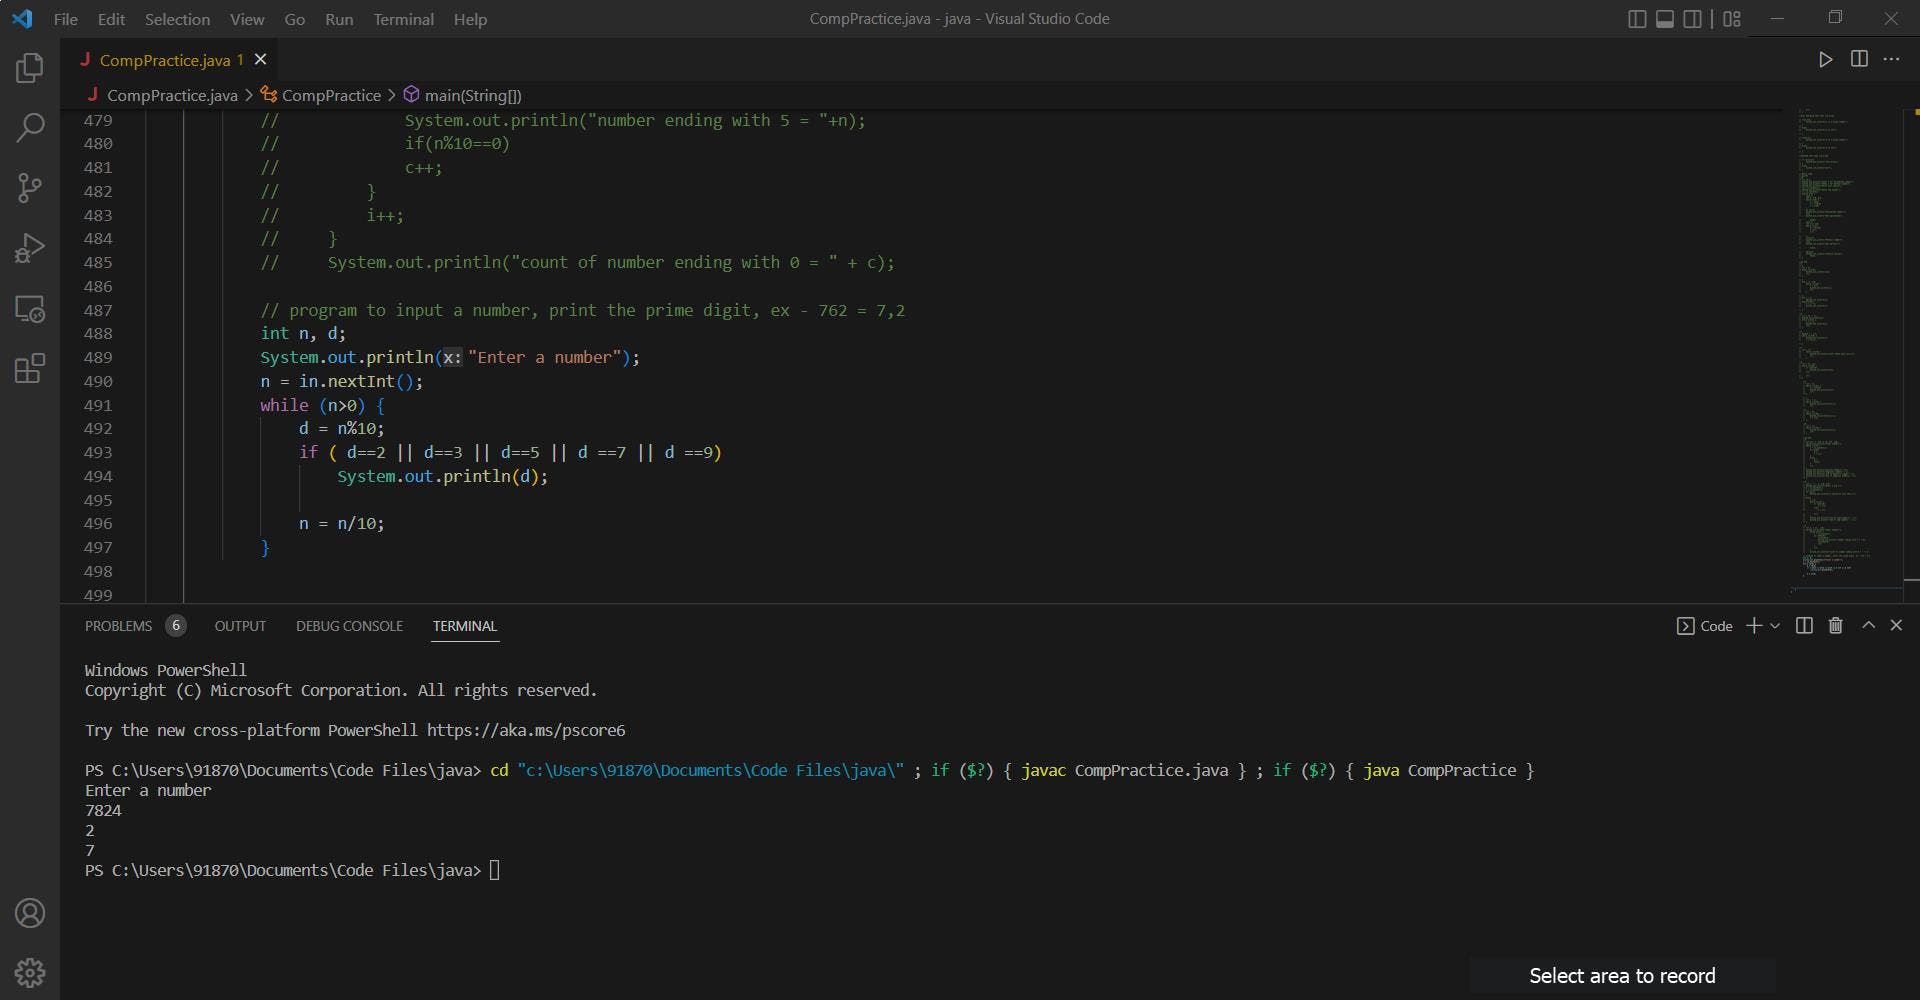 File Edit Selection View Go Run Terminal Help
CompPractice.java - java - Visual Studio Code
J CompPractice.java 1
J CompPractice.java > CompPractice > main(String[])
479 // System.out.println("number ending with 5 = "+n);
480 // if(n%10==0)
481 // c++;
482 // }
483 // i++;
484 // }
485 // System.out.println("count of number ending with 0 = " + c);
486
487 // program to input a number, print the prime digit, ex - 762 = 7,2
488 int n, d;
489 System.out.println(x: "Enter a number");
490 n = in.nextInt();
491 while (n>0) {
492 d = n%10;
493 if ( d==2 || d==3 || d==5 || d ==7 || d ==9)
494 System.out.println(d);
495
496 n = n/10;
497 }
498
499
PROBLEMS 6 OUTPUT DEBUG CONSOLE TERMINAL
Code
Windows PowerShell
Copyright (C) Microsoft Corporation. All rights reserved.
Try the new cross-platform PowerShell https://aka.ms/pscore6
PS C:\Users\91870\Documents\Code Files\java> cd "c:\Users\91870\Documents\Code Files\java\" ; if ($?) { javac CompPractice.java } ; if ($?) { java CompPractice }
Enter a number
7824
2
7
PS C:\Users\91870\Documents\Code Files\java>
Select area to record